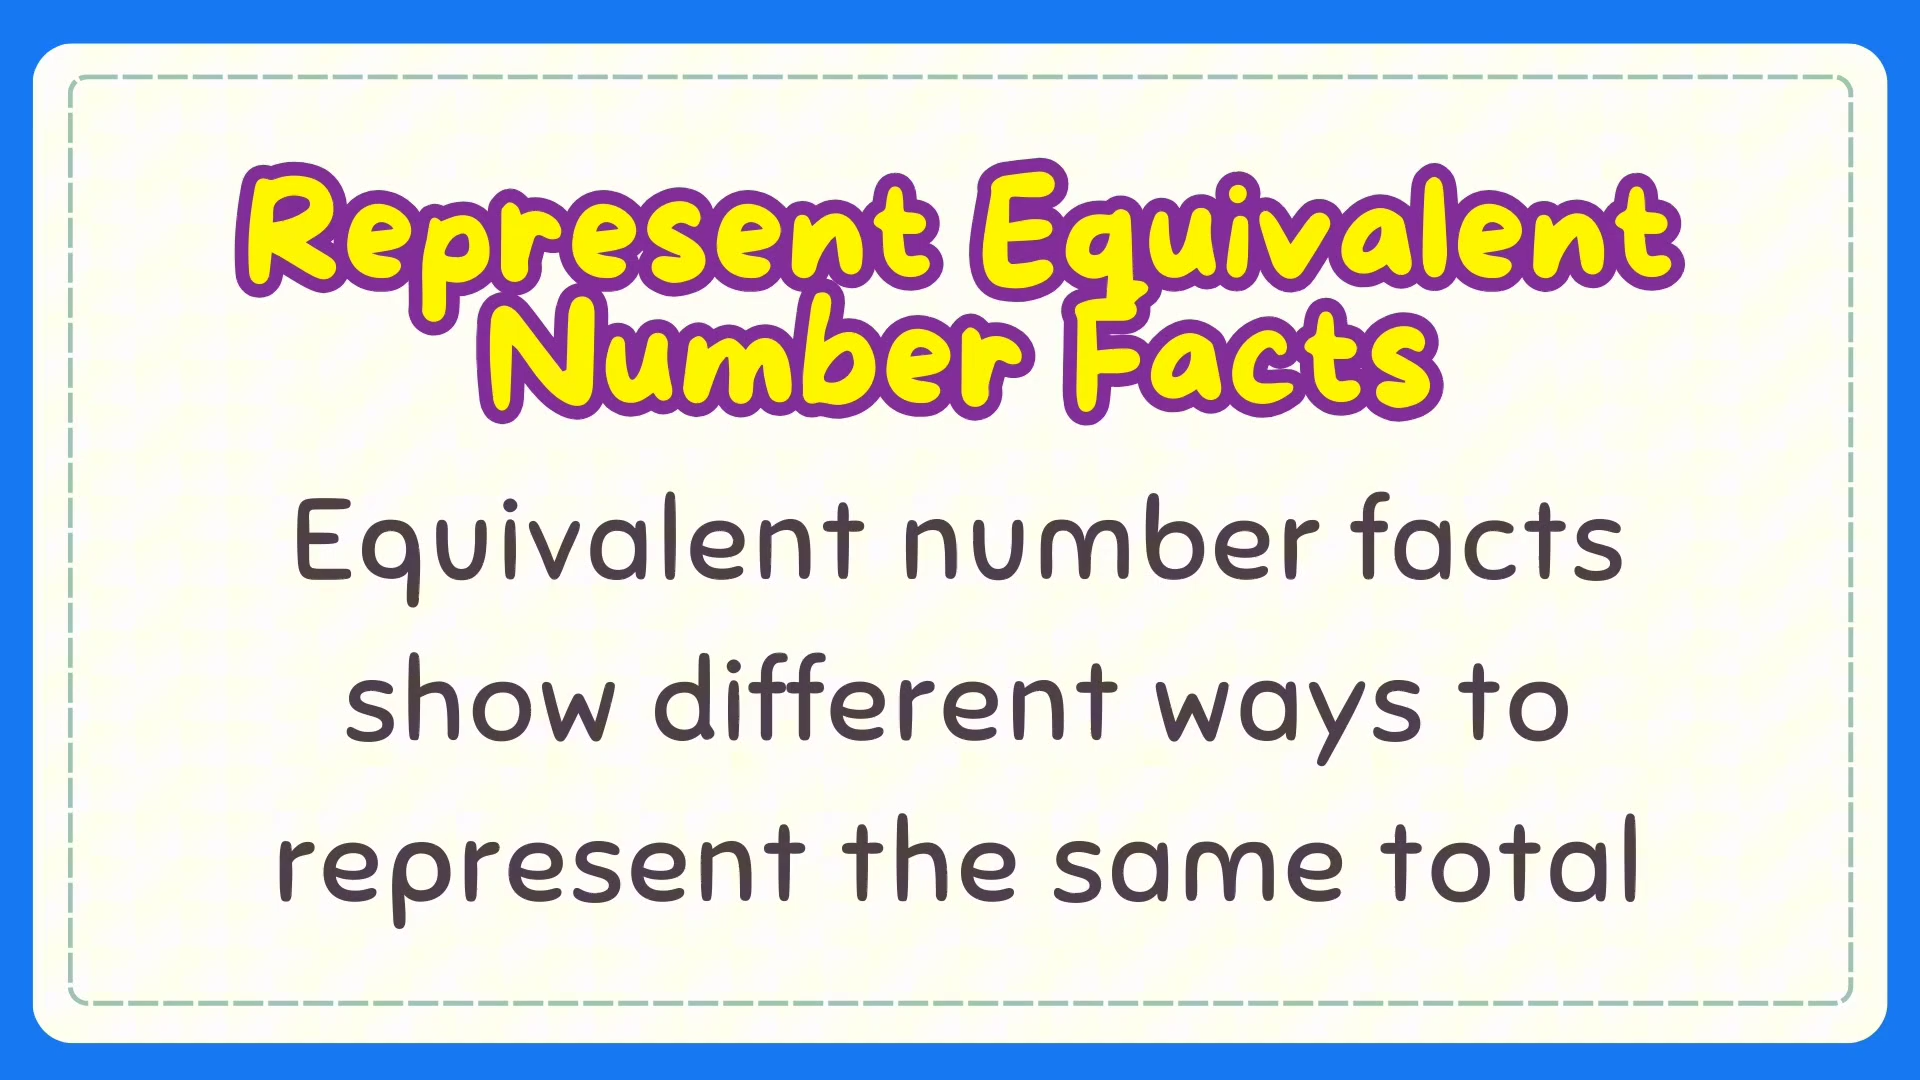 Represent Equivalent
Number Facts
Equivalent number facts
show different ways to
represent the same total